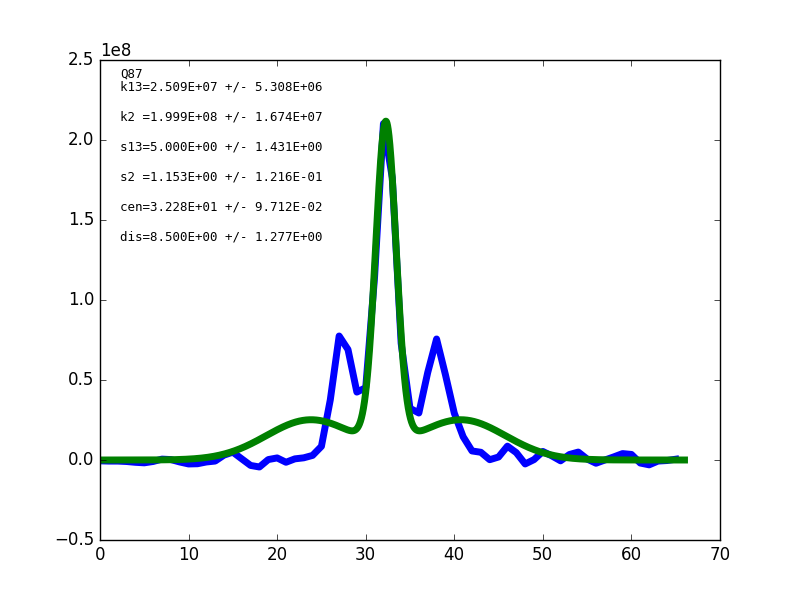 1e8
2.5
Q87
k13=2.509E+07 +/- 5.308E+06
k2 =1.999E+08 +/- 1.674E+07
2.0
s13=5.000E+00 +/- 1.431E+00
s2 =1.153E+00 +/- 1.216E-01
1.5
cen=3.228E+01 +/- 9.712E-02
dis=8.500E+00 +/- 1.277E+00
1.0
0.5
0.0
−0.5
0 10 20 30 40 50 60 70